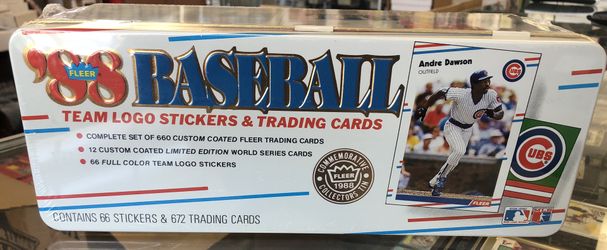 '88 BASEBALL
FLEER
TEAM LOGO STICKERS & TRADING CARDS
• COMPLETE SET OF 660 CUSTOM COATED FLEER TRADING CARDS
• 12 CUSTOM COATED LIMITED EDITION WORLD SERIES CARDS
• 66 FULL COLOR TEAM LOGO STICKERS
COMMEMORATIVE
FLEER
1988
COLLECTORS TIN
CONTAINS 66 STICKERS & 672 TRADING CARDS
Andre Dawson
OUTFIELD
CUBS
FLEER
CUBS